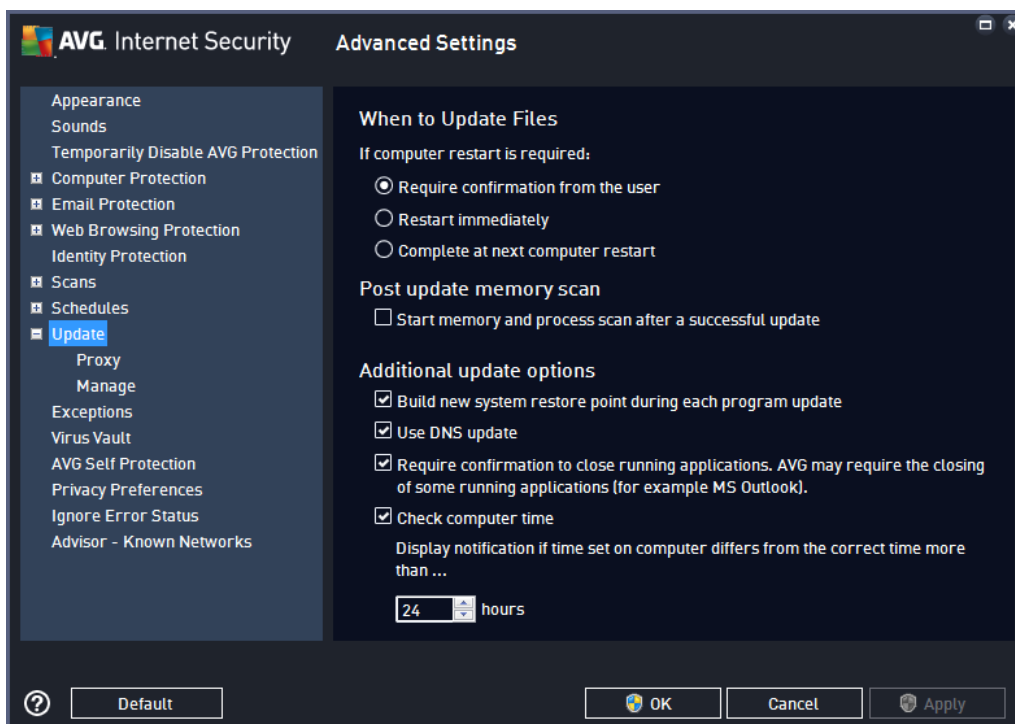 AVG. Internet Security
Advanced Settings
Appearance
Sounds
Temporarily Disable AVG Protection
Computer Protection
Email Protection
Web Browsing Protection
Identity Protection
Scans
Schedules
Update
Proxy
Manage
Exceptions
Virus Vault
AVG Self Protection
Privacy Preferences
Ignore Error Status
Advisor - Known Networks
When to Update Files
If computer restart is required:
Require confirmation from the user
Restart immediately
Complete at next computer restart
Post update memory scan
Start memory and process scan after a successful update
Additional update options
Build new system restore point during each program update
Use DNS update
Require confirmation to close running applications. AVG may require the closing
of some running applications (for example MS Outlook).
Check computer time
Display notification if time set on computer differs from the correct time more
than ...
24 hours
? Default OK Cancel Apply